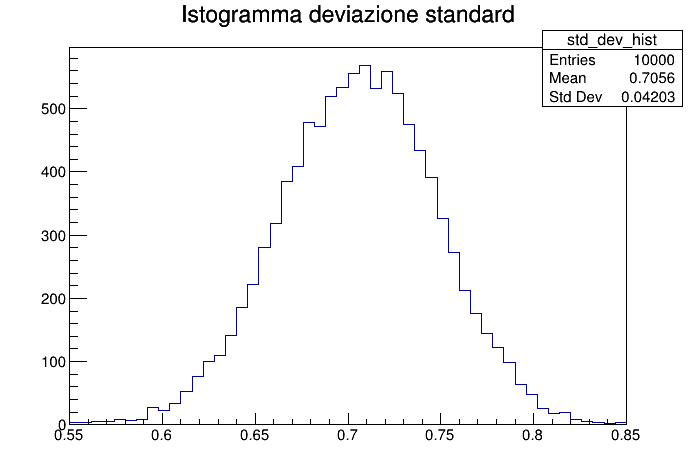 Istogramma deviazione standard
std_dev_hist
Entries 10000
Mean 0.7056
Std Dev 0.04203
500
400
300
200
100
0
0.55 0.6 0.65 0.7 0.75 0.8 0.85